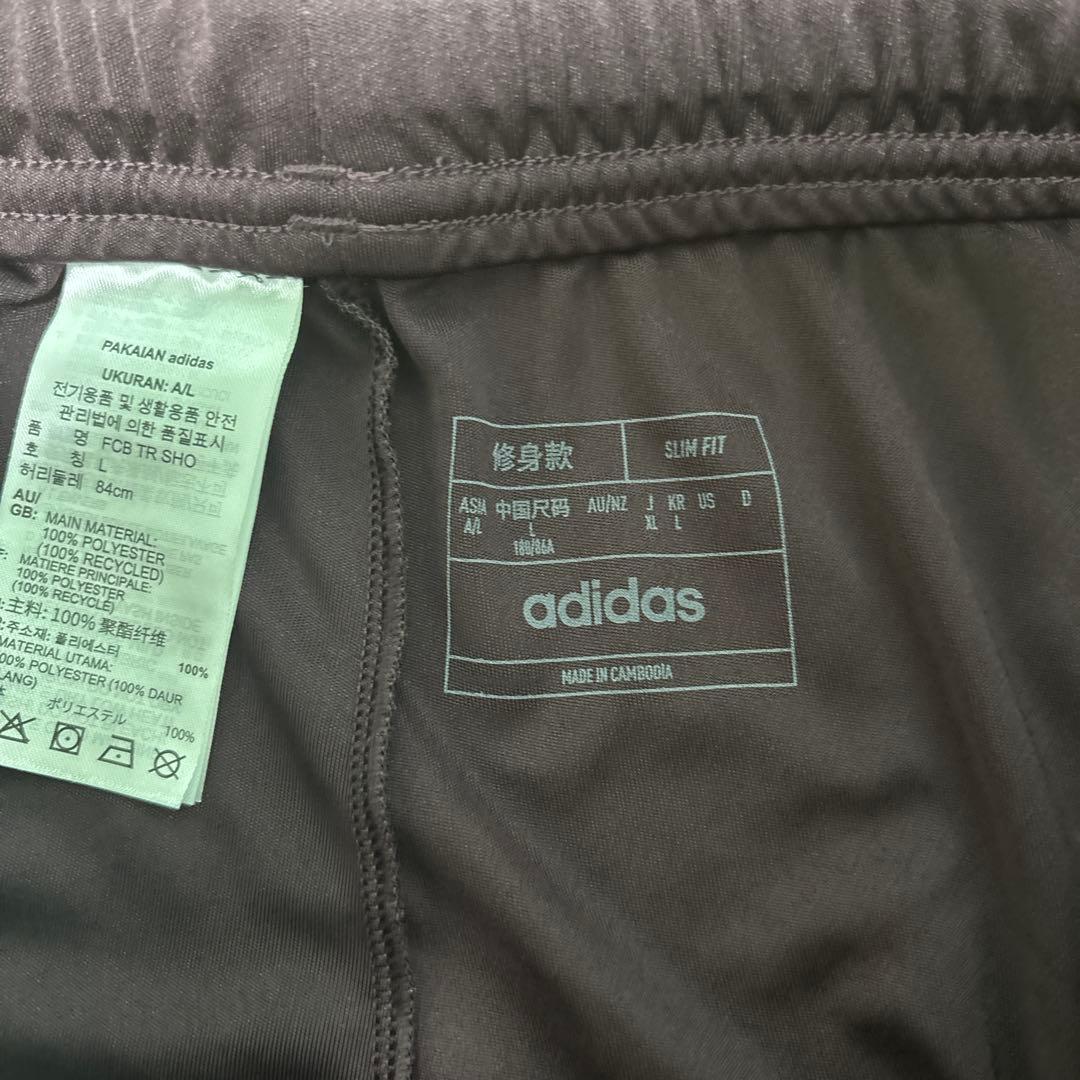 PAKAIAN adidas
UKURAN: A/L
전기용품 및 생활용품 안전
관리법에 의한 품질표시
품 명 FCB TR SHO
호 칭 L
허리둘레 84cm
AU/
GB: MAIN MATERIAL:
100% POLYESTER
(100% RECYCLED)
MATIERE PRINCIPALE:
100% POLYESTER
(100% RECYCLE)
主料: 100% 聚酯纤维
주소재: 폴리에스터
100%
MATERIAL UTAMA:
100% POLYESTER (100% DAUR
ULANG)
ポリエステル
100%
修身款 SLIM FIT
ASIA 中国尺码 AU/NZ J KR US D
A/L L XL L
180/86A
adidas
MADE IN CAMBODIA